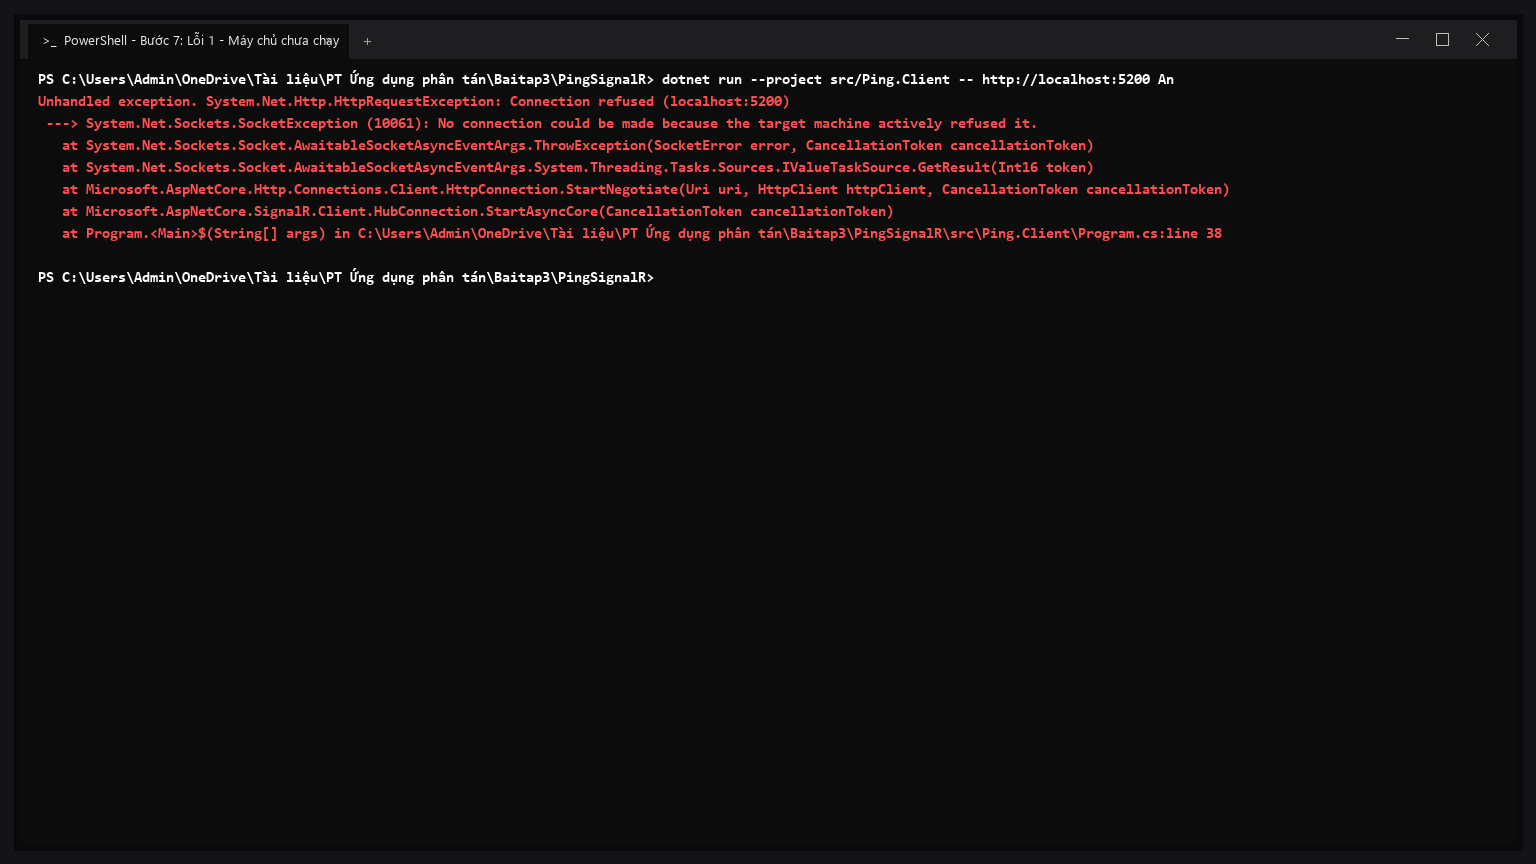 >_ PowerShell - Bước 7: Lỗi 1 - Máy chủ chưa chạy +
PS C:\Users\Admin\OneDrive\Tài liệu\PT Ứng dụng phân tán\Baitap3\PingSignalR> dotnet run --project src/Ping.Client -- http://localhost:5200 An
Unhandled exception. System.Net.Http.HttpRequestException: Connection refused (localhost:5200)
 ---> System.Net.Sockets.SocketException (10061): No connection could be made because the target machine actively refused it.
   at System.Net.Sockets.Socket.AwaitableSocketAsyncEventArgs.ThrowException(SocketError error, CancellationToken cancellationToken)
   at System.Net.Sockets.Socket.AwaitableSocketAsyncEventArgs.System.Threading.Tasks.Sources.IValueTaskSource.GetResult(Int16 token)
   at Microsoft.AspNetCore.Http.Connections.Client.HttpConnection.StartNegotiate(Uri uri, HttpClient httpClient, CancellationToken cancellationToken)
   at Microsoft.AspNetCore.SignalR.Client.HubConnection.StartAsyncCore(CancellationToken cancellationToken)
   at Program.<Main>$(String[] args) in C:\Users\Admin\OneDrive\Tài liệu\PT Ứng dụng phân tán\Baitap3\PingSignalR\src\Ping.Client\Program.cs:line 38
PS C:\Users\Admin\OneDrive\Tài liệu\PT Ứng dụng phân tán\Baitap3\PingSignalR>